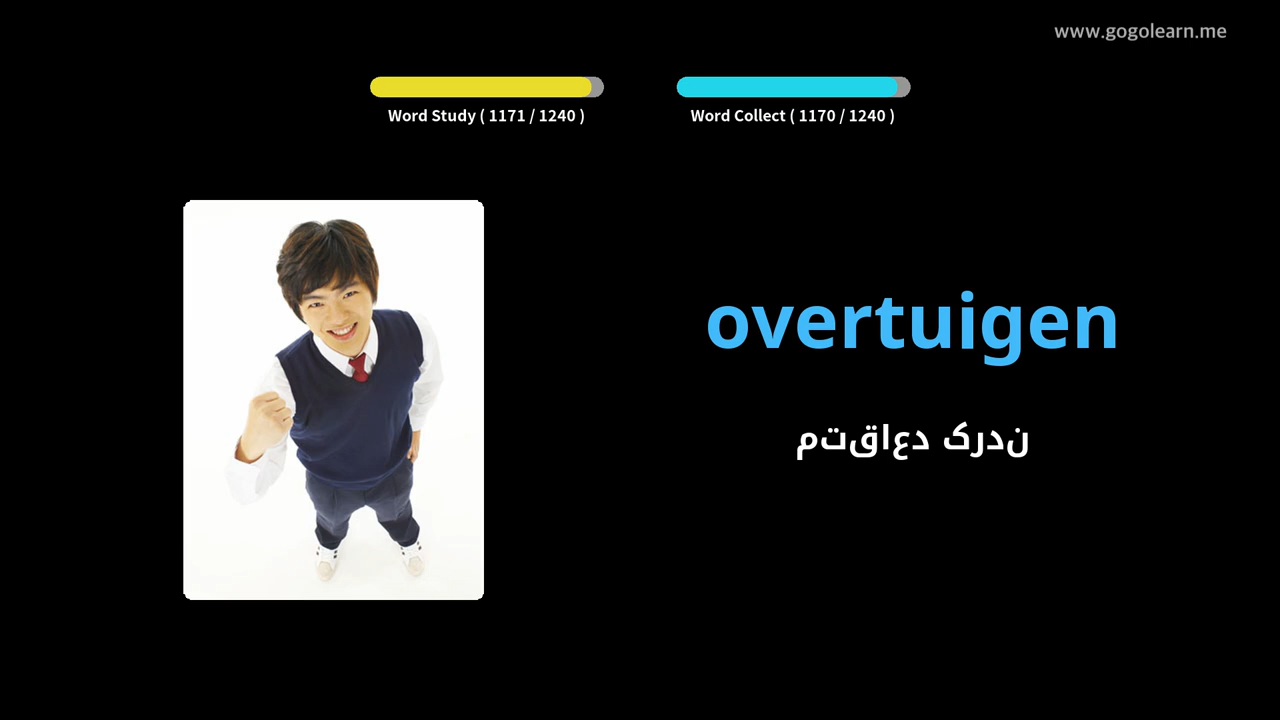 www.gogolearn.me
Word Study ( 1171 / 1240 )
Word Collect ( 1170 / 1240 )
overtuigen
متقاعد کردن